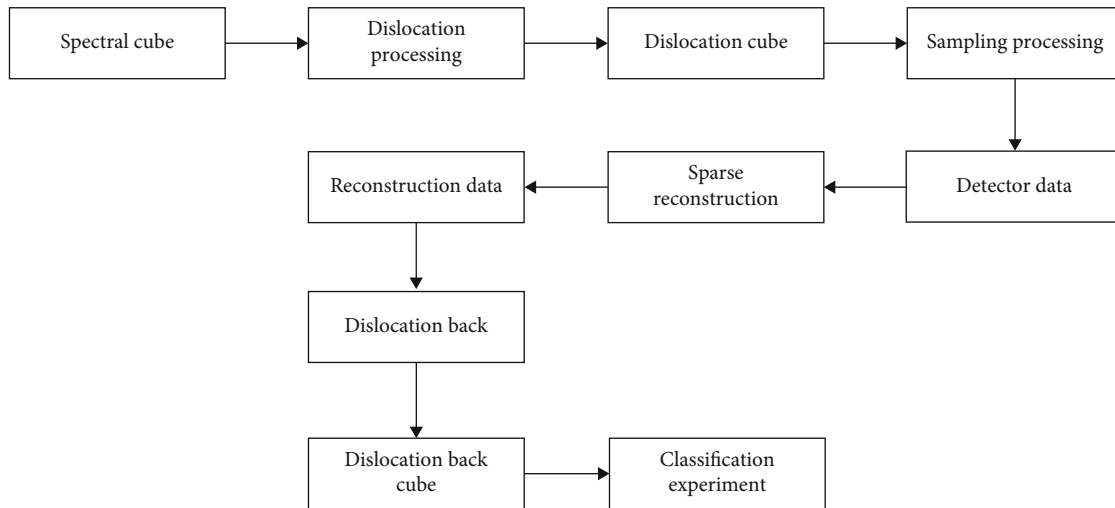 Spectral cube
Dislocation
processing
Dislocation cube
Sampling processing
Reconstruction data
Sparse
reconstruction
Detector data
Dislocation back
Dislocation back
cube
Classification
experiment